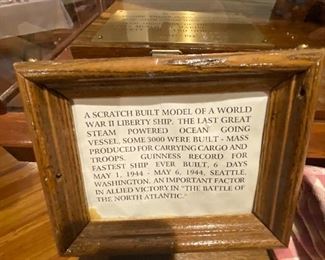 A SCRATCH BUILT MODEL OF A WORLD
WAR II LIBERTY SHIP. THE LAST GREAT
STEAM POWERED OCEAN GOING
VESSEL. SOME 3000 WERE BUILT - MASS
PRODUCED FOR CARRYING CARGO AND
TROOPS. GUINNESS RECORD FOR
FASTEST SHIP EVER BUILT, 6 DAYS
MAY 1, 1944 - MAY 6, 1944, SEATTLE,
WASHINGTON. AN IMPORTANT FACTOR
IN ALLIED VICTORY IN "THE BATTLE OF
THE NORTH ATLANTIC."